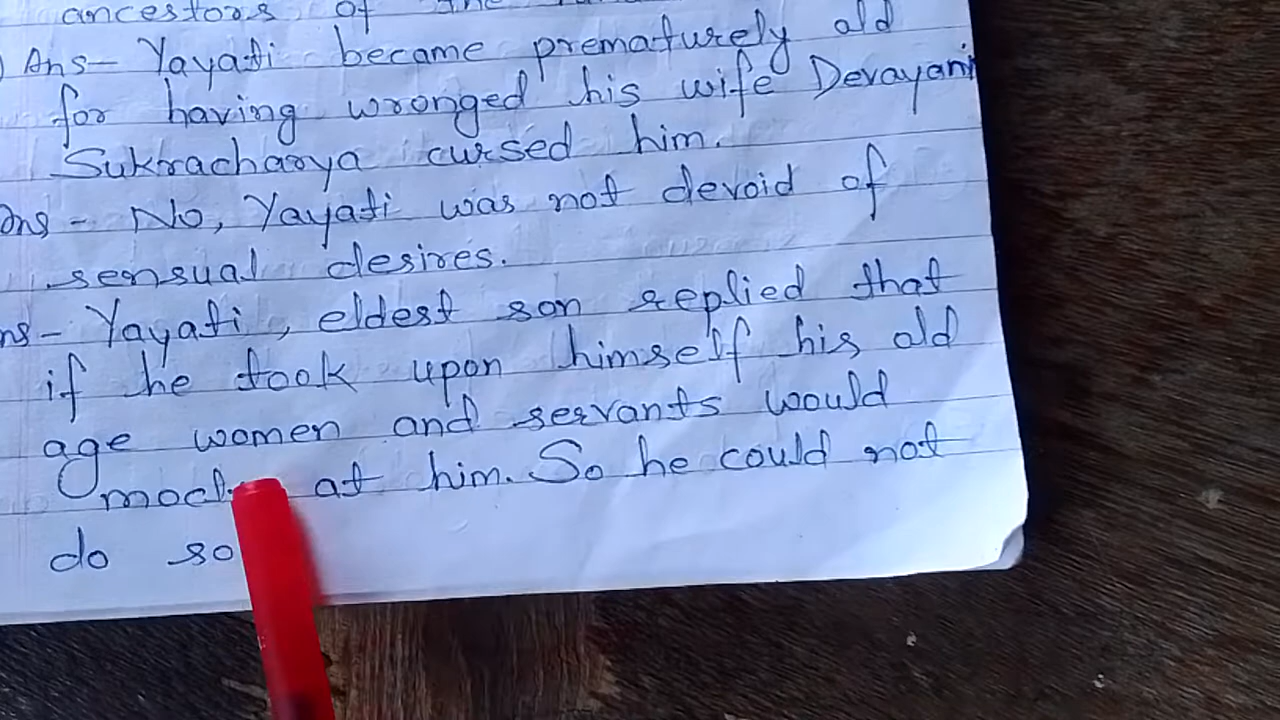 ancestors of the
Ans- Yayati became prematurely old
for having wronged his wife Devayani
Sukracharya cursed him.
Ans- No, Yayati was not devoid of
sensual desires.
Ans- Yayati, eldest son replied that
if he took upon himself his old
age women and servants would
mock at him. So he could not
do so